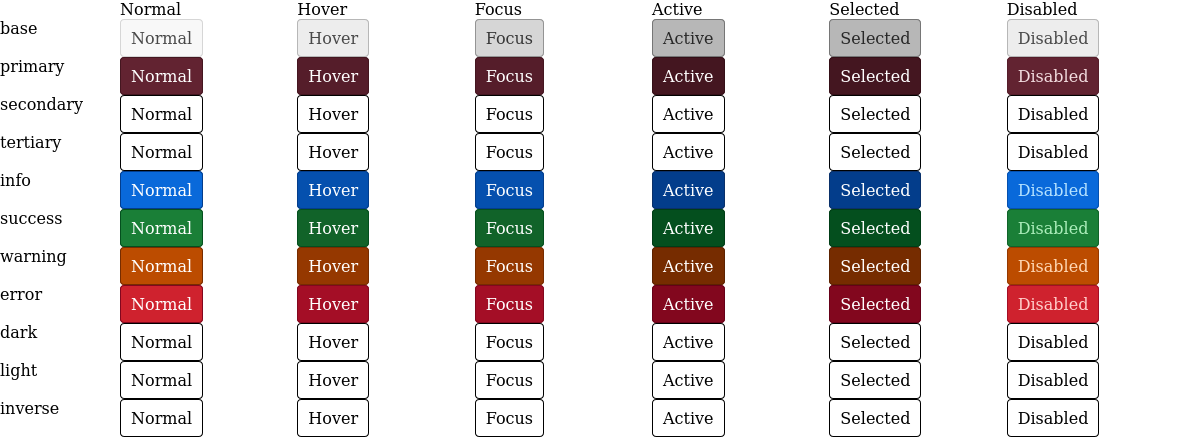 Normal Hover Focus Active Selected Disabled
base Normal Hover Focus Active Selected Disabled
primary Normal Hover Focus Active Selected Disabled
secondary Normal Hover Focus Active Selected Disabled
tertiary Normal Hover Focus Active Selected Disabled
info Normal Hover Focus Active Selected Disabled
success Normal Hover Focus Active Selected Disabled
warning Normal Hover Focus Active Selected Disabled
error Normal Hover Focus Active Selected Disabled
dark Normal Hover Focus Active Selected Disabled
light Normal Hover Focus Active Selected Disabled
inverse Normal Hover Focus Active Selected Disabled